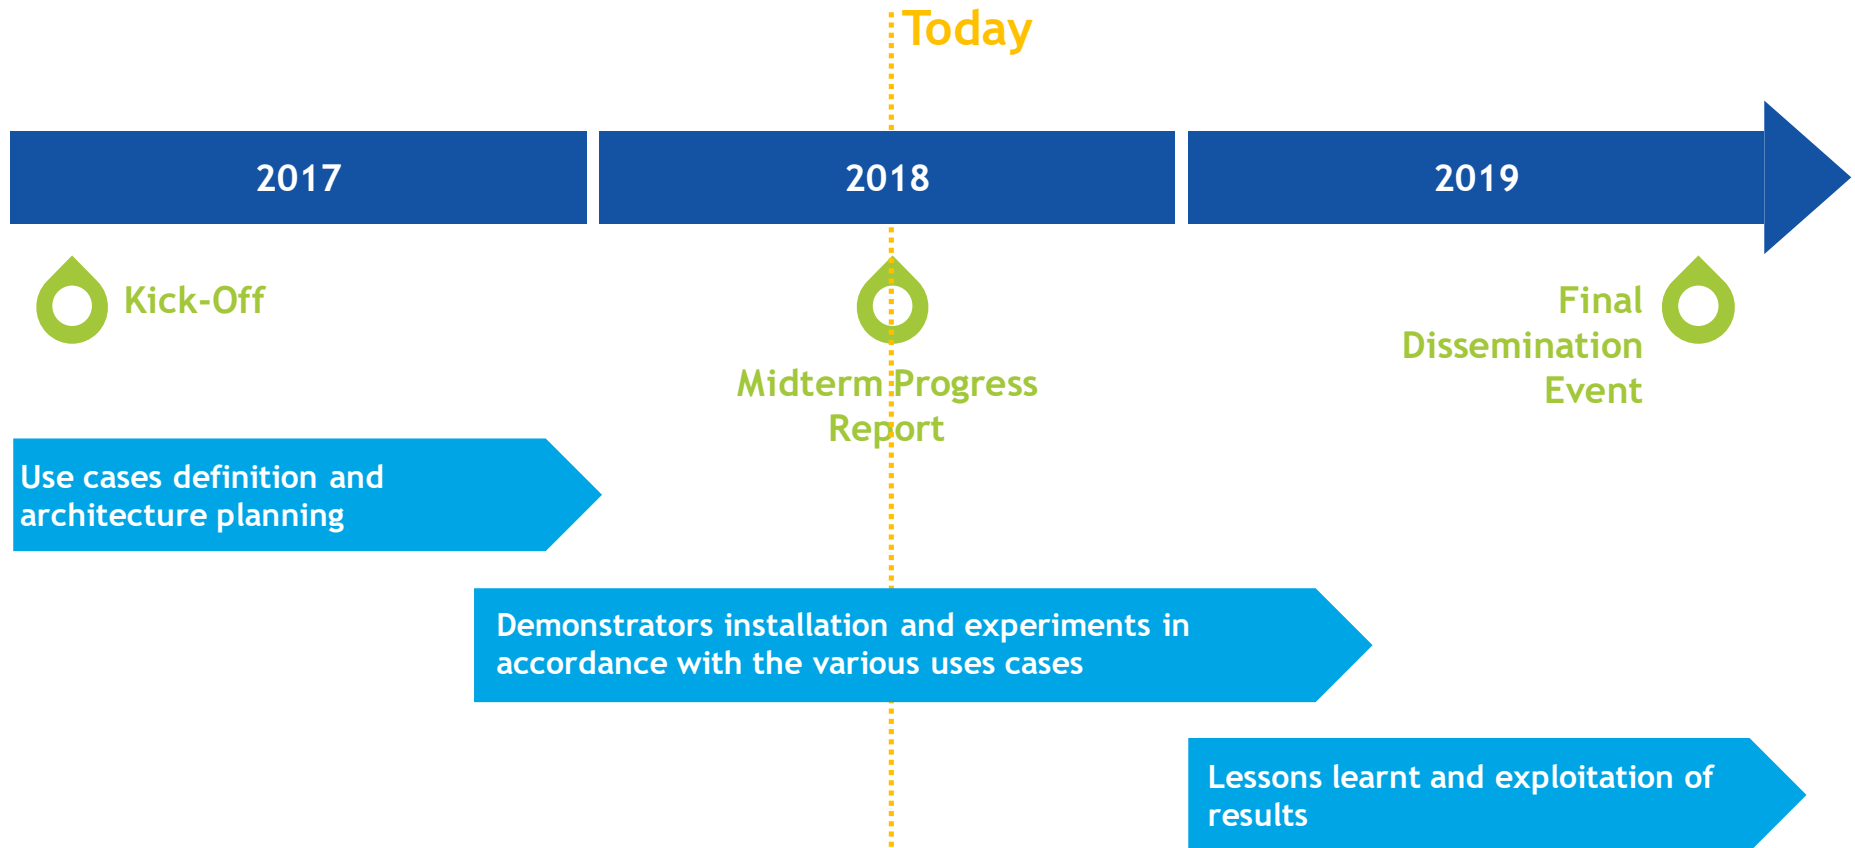 Today
2017
2018
2019
Kick-Off
Midterm Progress
Report
Final
Dissemination
Event
Use cases definition and
architecture planning
Demonstrators installation and experiments in
accordance with the various uses cases
Lessons learnt and exploitation of
results